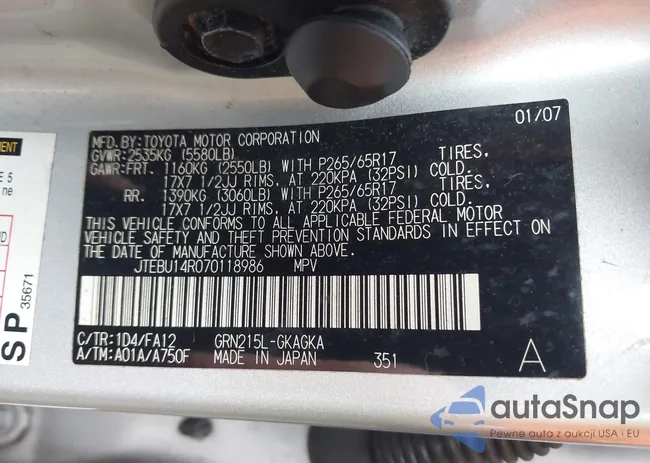 01/07
MFD.BY:TOYOTA MOTOR CORPORATION
GVWR:2535KG (5580LB)
GAWR:FRT. 1160KG (2550LB) WITH P265/65R17 TIRES,
17X7 1/2JJ RIMS, AT 220KPA (32PSI) COLD.
RR. 1390KG (3060LB) WITH P265/65R17 TIRES,
17X7 1/2JJ RIMS, AT 220KPA (32PSI) COLD.
THIS VEHICLE CONFORMS TO ALL APPLICABLE FEDERAL MOTOR
VEHICLE SAFETY AND THEFT PREVENTION STANDARDS IN EFFECT ON
THE DATE OF MANUFACTURE SHOWN ABOVE.
JTEBU14R070118986 MPV
C/TR:1D4/FA12 GRN215L-GKAGKA
A/TM:A01A/A750F MADE IN JAPAN 351 A
E 5
ne
SP
35671
autaSnap
Pewne auta z aukcji USA i EU